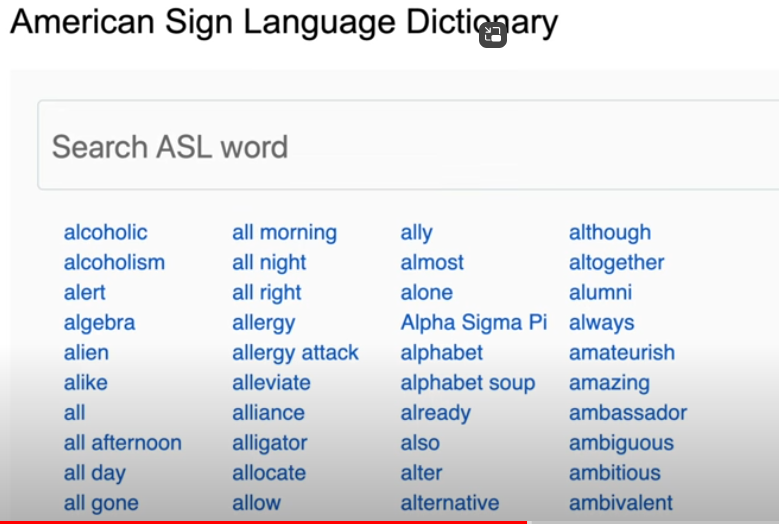 American Sign Language Dictionary
Search ASL word
alcoholic all morning ally although
alcoholism all night almost altogether
alert all right alone alumni
algebra allergy Alpha Sigma Pi always
alien allergy attack alphabet amateurish
alike alleviate alphabet soup amazing
all alliance already ambassador
all afternoon alligator also ambiguous
all day allocate alter ambitious
all gone allow alternative ambivalent